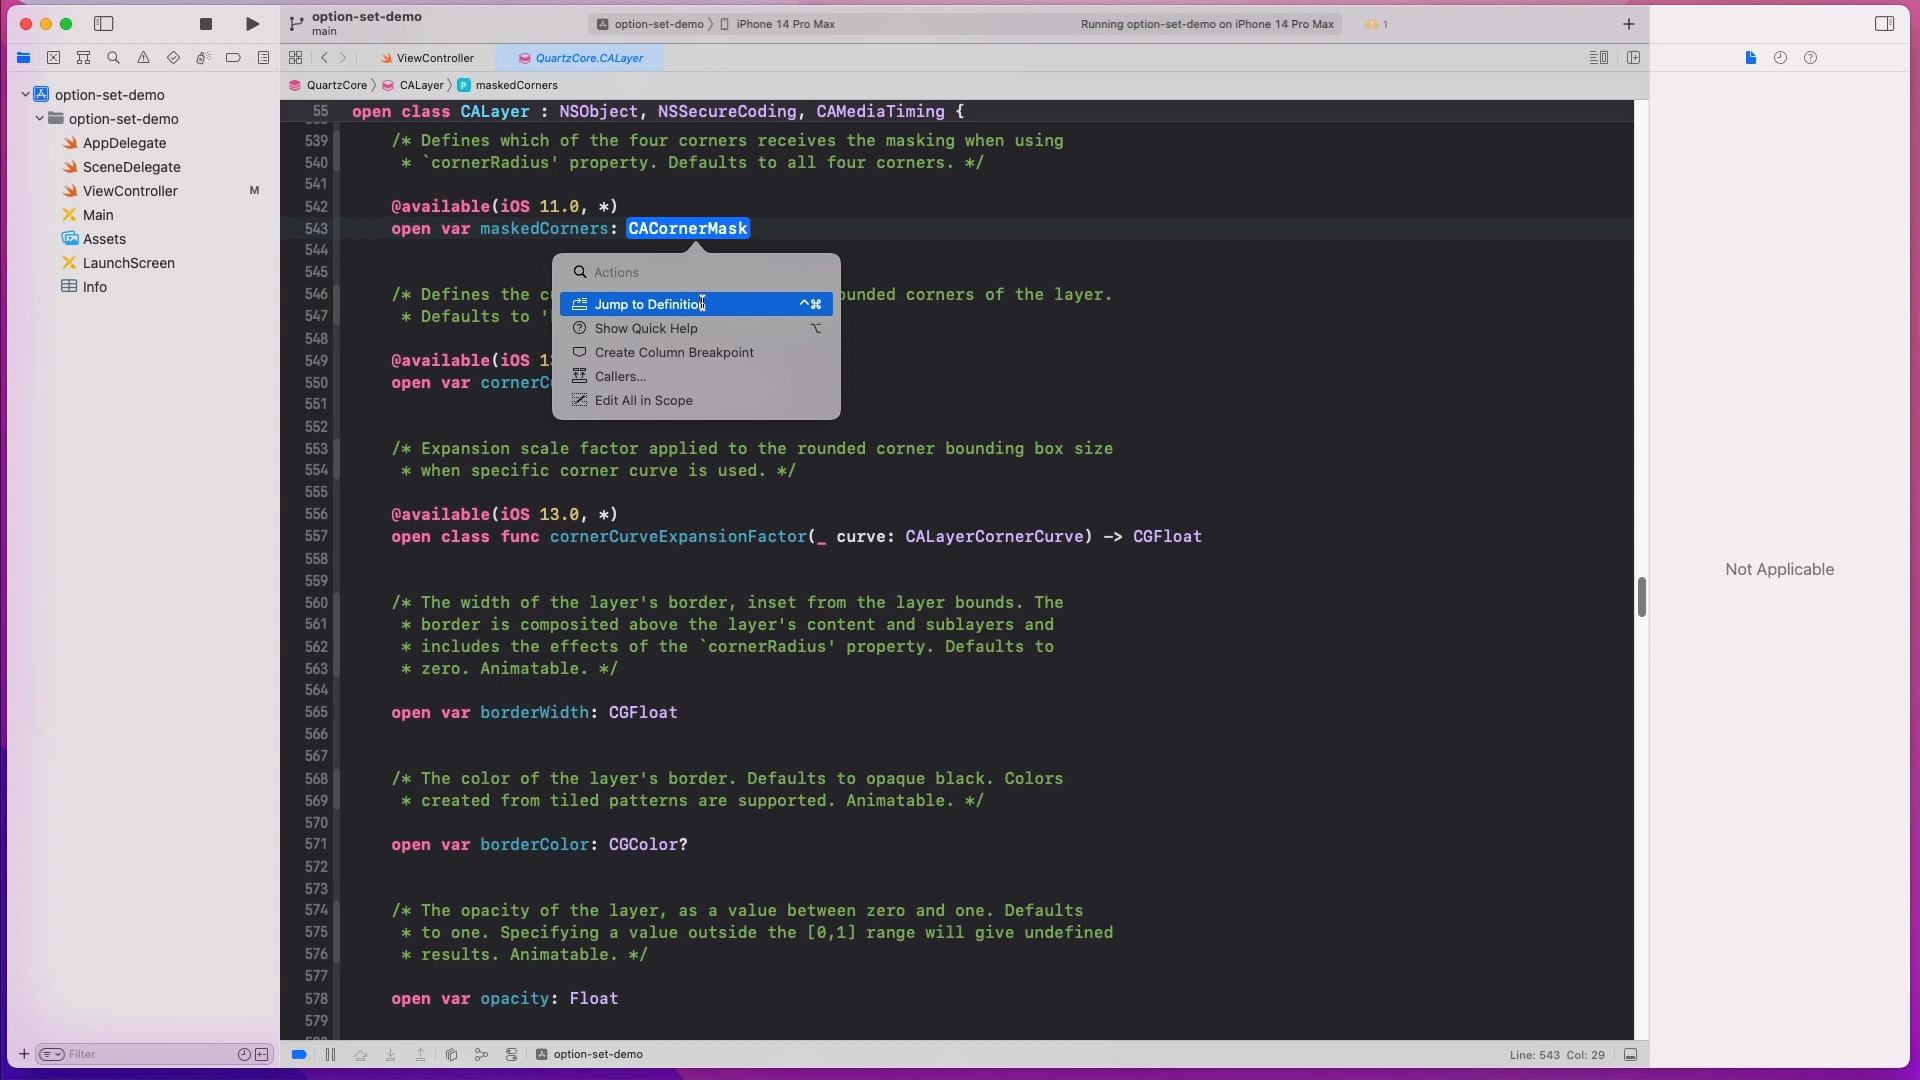 option-set-demo
main
option-set-demo
iPhone 14 Pro Max
Running option-set-demo on iPhone 14 Pro Max
1
ViewController
QuartzCore.CALayer
QuartzCore
CALayer
P
maskedCorners
option-set-demo
option-set-demo
AppDelegate
SceneDelegate
ViewController
M
Main
Assets
LaunchScreen
Info
55 open class CALayer : NSObject, NSSecureCoding, CAMediaTiming {
539 /* Defines which of the four corners receives the masking when using
540 * `cornerRadius' property. Defaults to all four corners. */
541
542 @available(iOS 11.0, *)
543 open var maskedCorners: CACornerMask
544
545
546 /* Defines the cu
ounded corners of the layer.
547 * Defaults to '
548
549 @available(iOS 1
550 open var cornerC
551
552
553 /* Expansion scale factor applied to the rounded corner bounding box size
554 * when specific corner curve is used. */
555
556 @available(iOS 13.0, *)
557 open class func cornerCurveExpansionFactor(_ curve: CALayerCornerCurve) -> CGFloat
558
559
560 /* The width of the layer's border, inset from the layer bounds. The
561 * border is composited above the layer's content and sublayers and
562 * includes the effects of the `cornerRadius' property. Defaults to
563 * zero. Animatable. */
564
565 open var borderWidth: CGFloat
566
567
568 /* The color of the layer's border. Defaults to opaque black. Colors
569 * created from tiled patterns are supported. Animatable. */
570
571 open var borderColor: CGColor?
572
573
574 /* The opacity of the layer, as a value between zero and one. Defaults
575 * to one. Specifying a value outside the [0,1] range will give undefined
576 * results. Animatable. */
577
578 open var opacity: Float
579
Actions
Jump to Definition ^⌘
Show Quick Help ⌥
Create Column Breakpoint
Callers...
Edit All in Scope
Not Applicable
Filter
option-set-demo
Line: 543 Col: 29